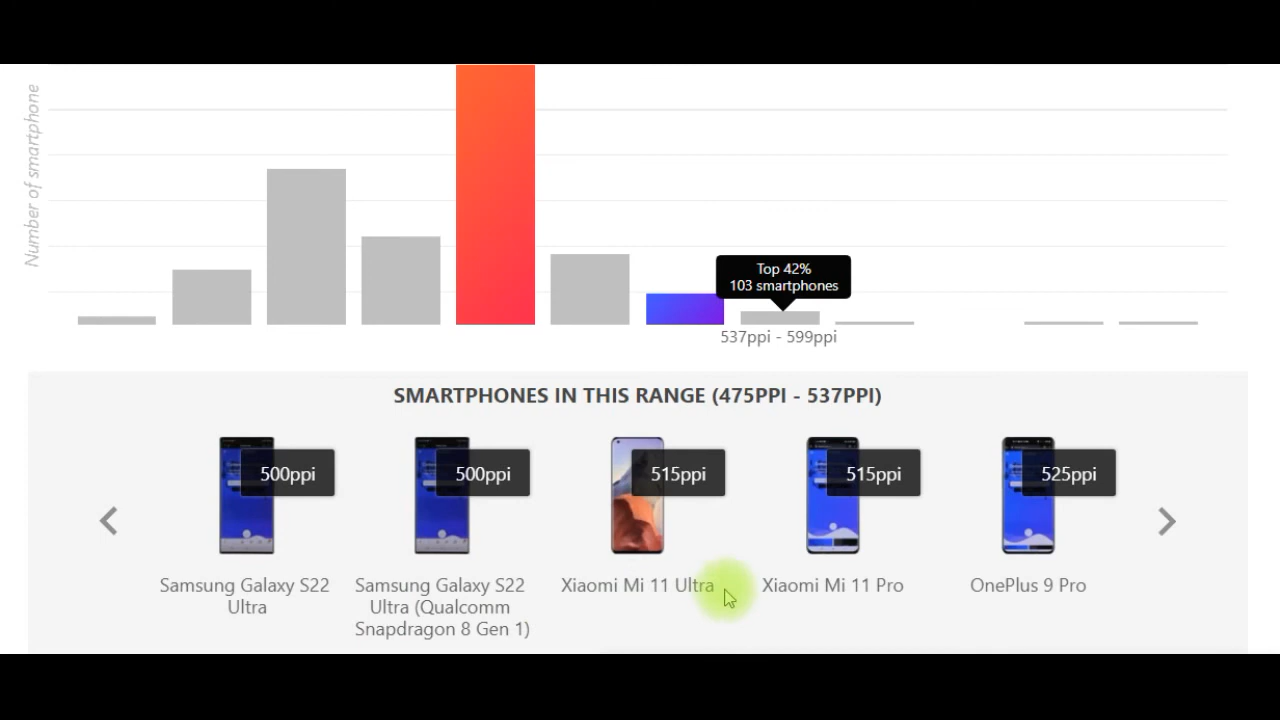 Number of smartphone
Top 42%
103 smartphones
537ppi - 599ppi
SMARTPHONES IN THIS RANGE (475PPI - 537PPI)
500ppi
500ppi
515ppi
515ppi
525ppi
Samsung Galaxy S22
Ultra
Samsung Galaxy S22
Ultra (Qualcomm
Snapdragon 8 Gen 1)
Xiaomi Mi 11 Ultra
Xiaomi Mi 11 Pro
OnePlus 9 Pro